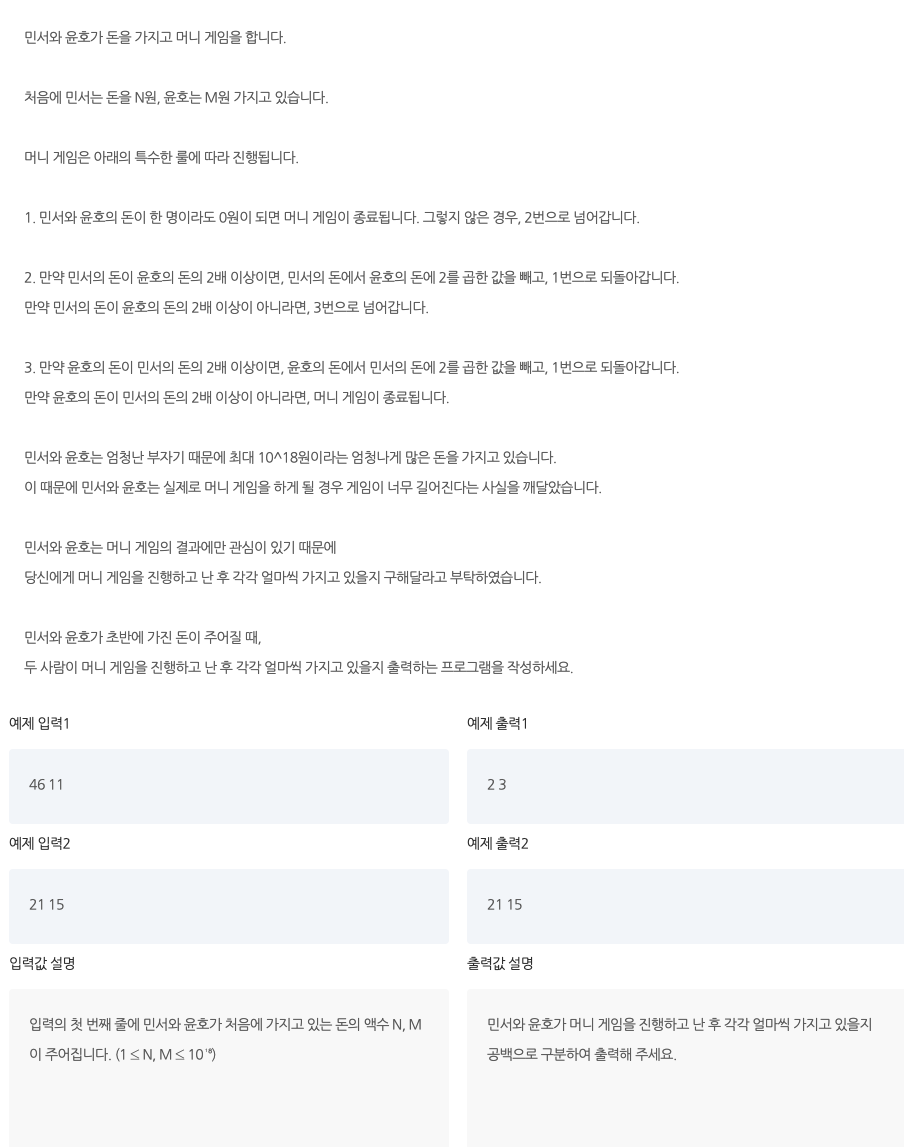 민서와 윤호가 돈을 가지고 머니 게임을 합니다.
처음에 민서는 돈을 N원, 윤호는 M원 가지고 있습니다.
머니 게임은 아래의 특수한 룰에 따라 진행됩니다.
1. 민서와 윤호의 돈이 한 명이라도 0원이 되면 머니 게임이 종료됩니다. 그렇지 않은 경우, 2번으로 넘어갑니다.
2. 만약 민서의 돈이 윤호의 돈의 2배 이상이면, 민서의 돈에서 윤호의 돈에 2를 곱한 값을 빼고, 1번으로 되돌아갑니다.
만약 민서의 돈이 윤호의 돈의 2배 이상이 아니라면, 3번으로 넘어갑니다.
3. 만약 윤호의 돈이 민서의 돈의 2배 이상이면, 윤호의 돈에서 민서의 돈에 2를 곱한 값을 빼고, 1번으로 되돌아갑니다.
만약 윤호의 돈이 민서의 돈의 2배 이상이 아니라면, 머니 게임이 종료됩니다.
민서와 윤호는 엄청난 부자기 때문에 최대 10^18원이라는 엄청나게 많은 돈을 가지고 있습니다.
이 때문에 민서와 윤호는 실제로 머니 게임을 하게 될 경우 게임이 너무 길어진다는 사실을 깨달았습니다.
민서와 윤호는 머니 게임의 결과에만 관심이 있기 때문에
당신에게 머니 게임을 진행하고 난 후 각각 얼마씩 가지고 있을지 구해달라고 부탁하였습니다.
민서와 윤호가 초반에 가진 돈이 주어질 때,
두 사람이 머니 게임을 진행하고 난 후 각각 얼마씩 가지고 있을지 출력하는 프로그램을 작성하세요.
예제 입력1
46 11
예제 출력1
2 3
예제 입력2
21 15
예제 출력2
21 15
입력값 설명
입력의 첫 번째 줄에 민서와 윤호가 처음에 가지고 있는 돈의 액수 N, M
이 주어집니다. (1 ≤ N, M ≤ 10¹⁸)
출력값 설명
민서와 윤호가 머니 게임을 진행하고 난 후 각각 얼마씩 가지고 있을지
공백으로 구분하여 출력해 주세요.